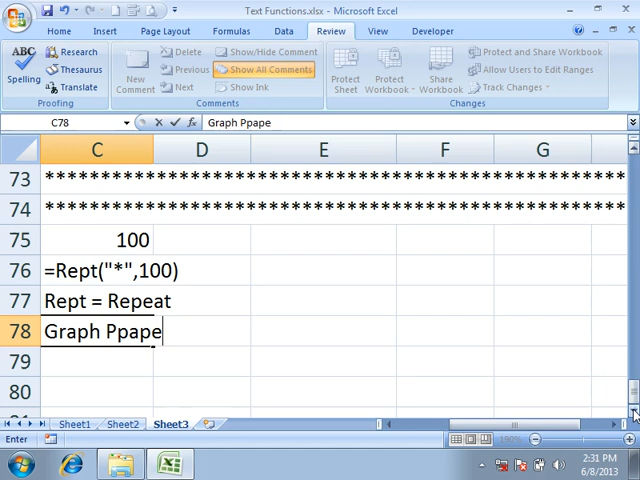 Text Functions.xlsx - Microsoft Excel
Home Insert Page Layout Formulas Data Review View Developer
ABC
Spelling
Research
Thesaurus
Translate
Proofing
New Comment
Delete
Previous
Next
Show/Hide Comment
Show All Comments
Show Ink
Comments
Protect Sheet
Protect Workbook
Share Workbook
Protect and Share Workbook
Allow Users to Edit Ranges
Track Changes
Changes
C78 Graph Ppape
C D E F G
73 ****************************************************
74 ****************************************************
75 100
76 =Rept("*",100)
77 Rept = Repeat
78 Graph Ppape
79
80
Sheet1 Sheet2 Sheet3
Enter 190%
2:31 PM
6/8/2013